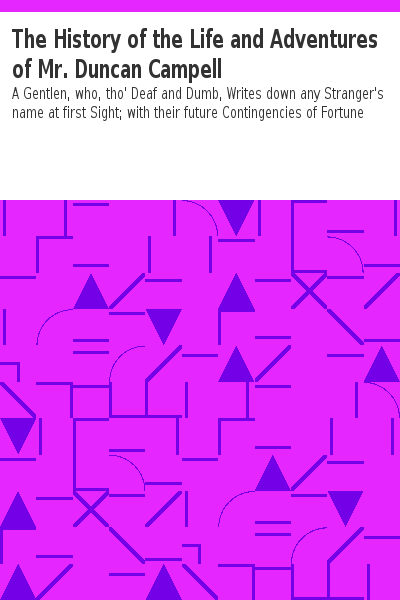 The History of the Life and Adventures
of Mr. Duncan Campell
A Gentlen, who, tho' Deaf and Dumb, Writes down any Stranger's
name at first Sight; with their future Contingencies of Fortune